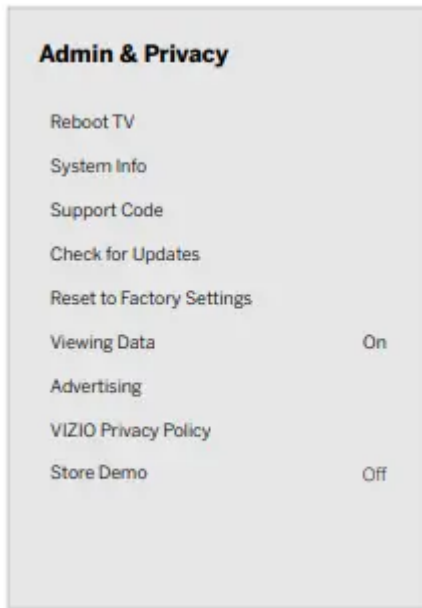 Admin & Privacy
Reboot TV
System Info
Support Code
Check for Updates
Reset to Factory Settings
Viewing Data On
Advertising
VIZIO Privacy Policy
Store Demo Off